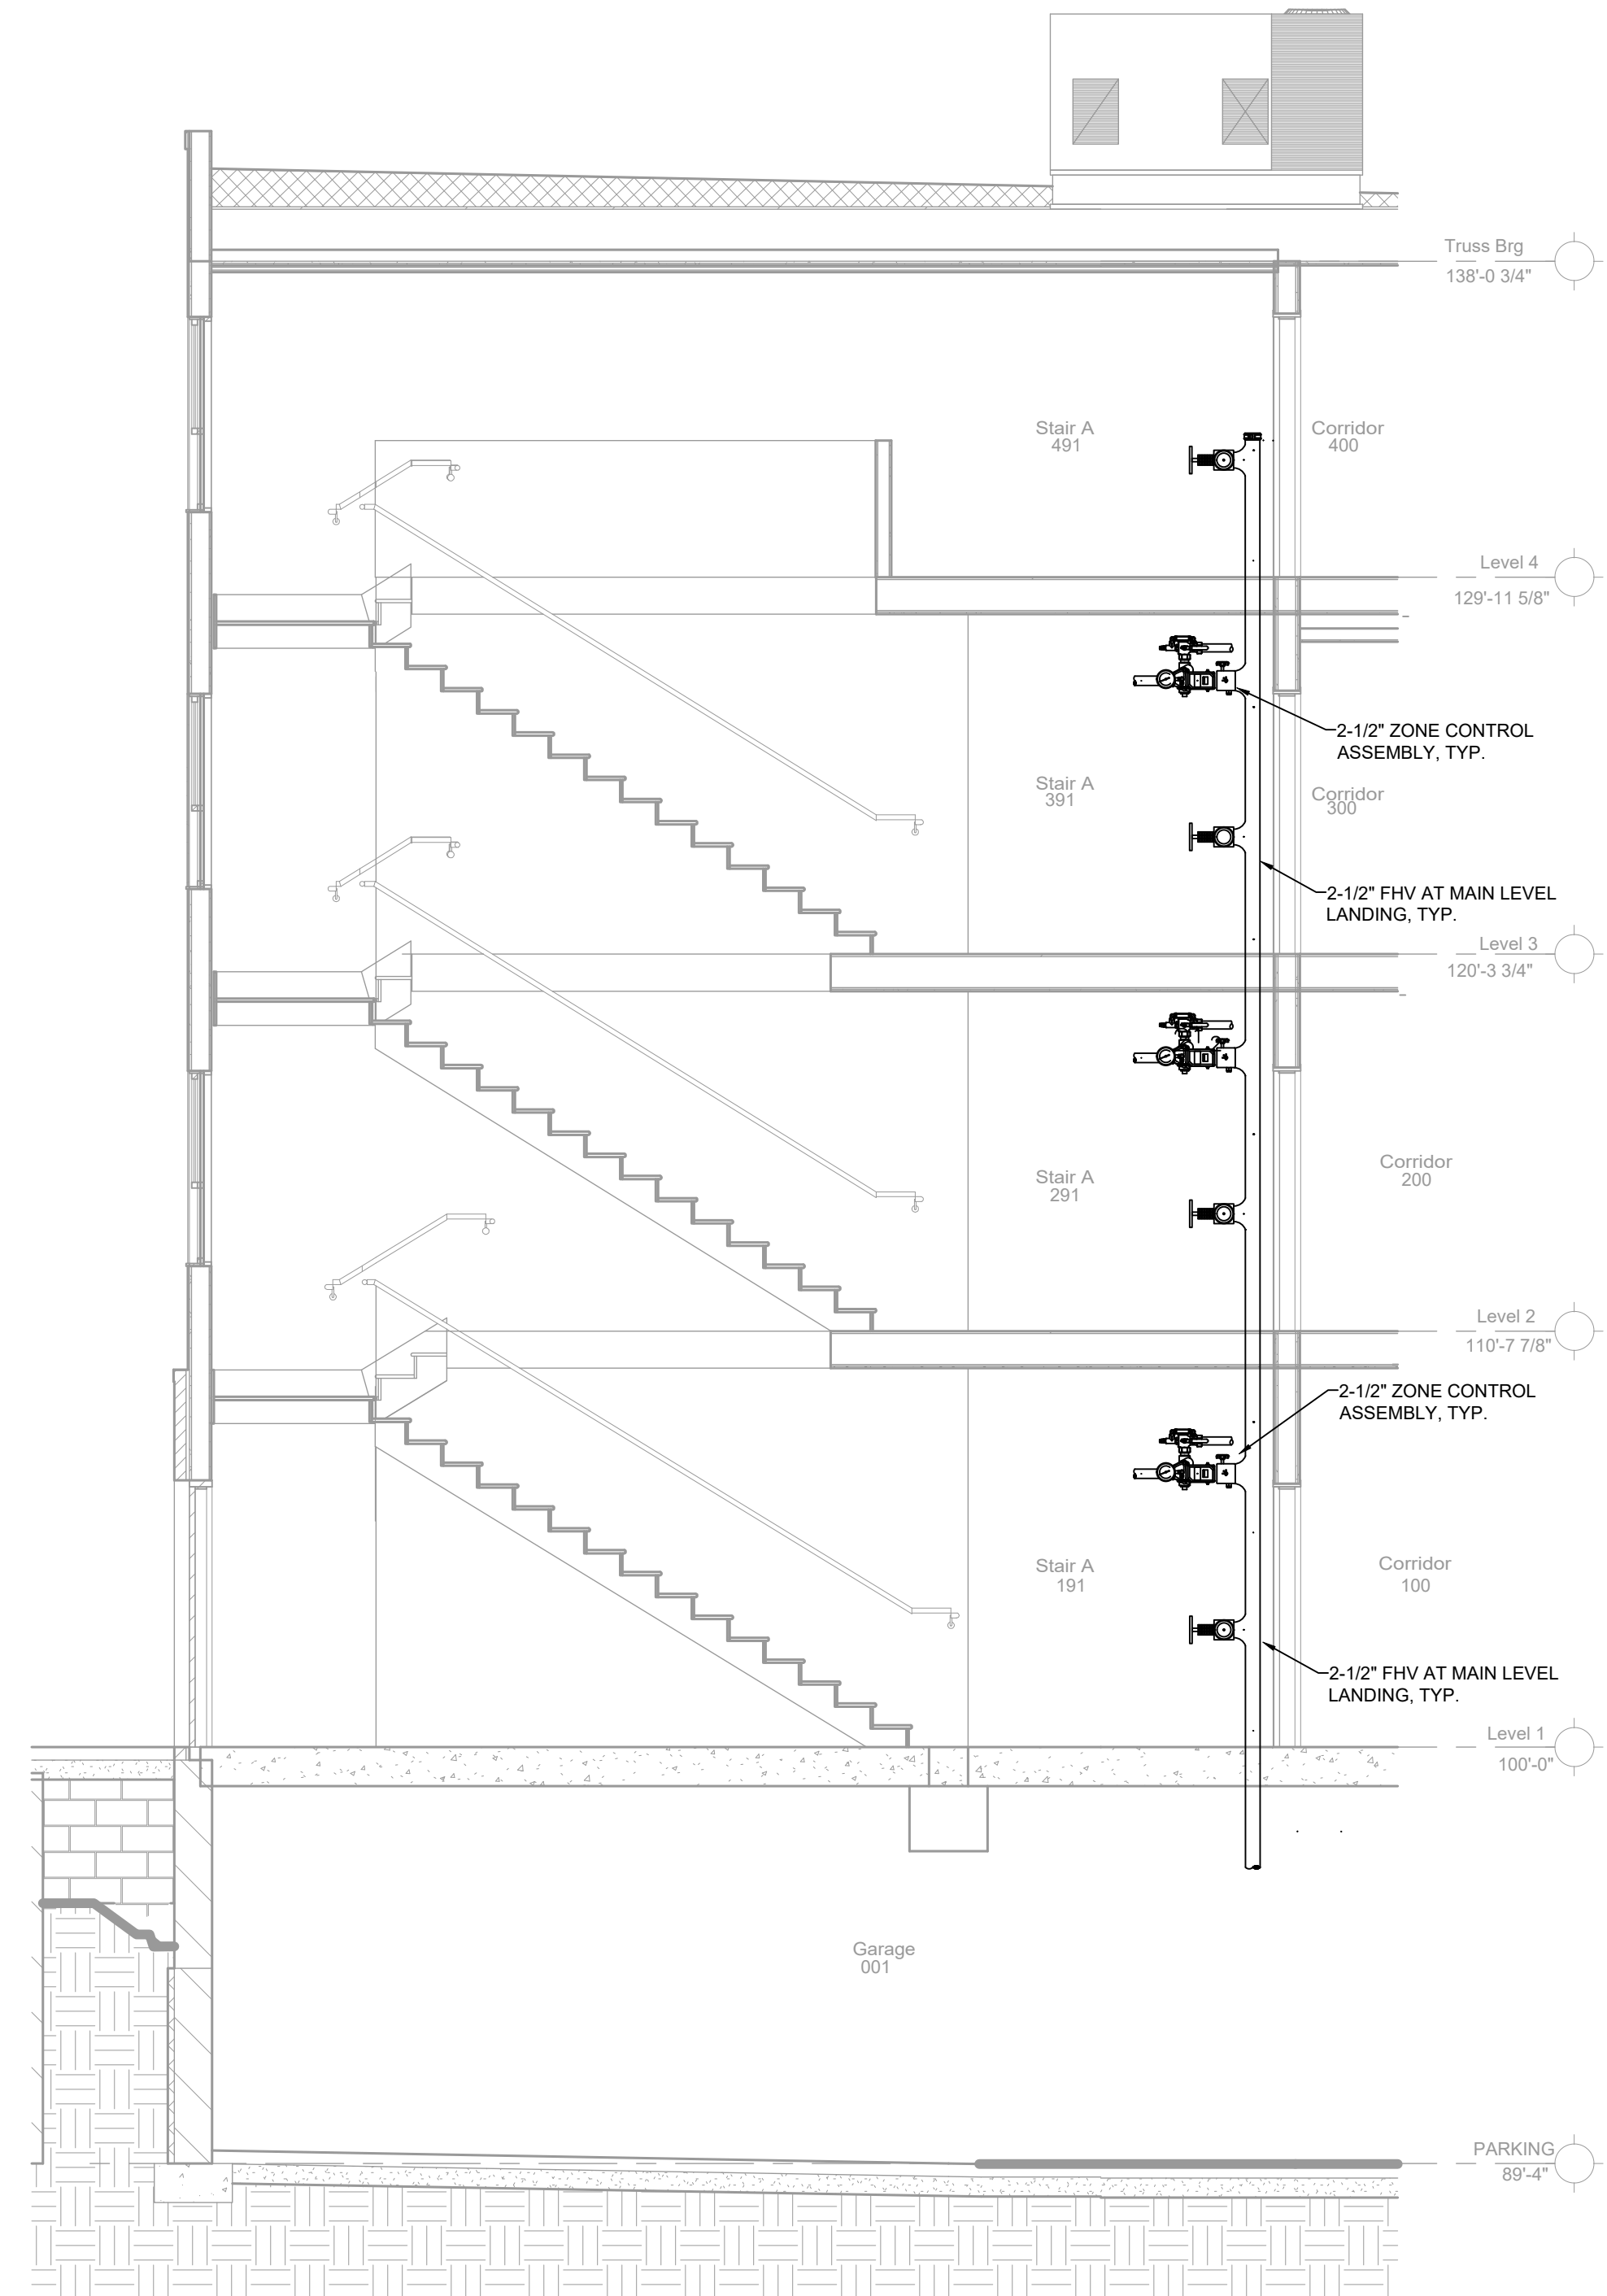 Truss Brg
138'-0 3/4"
Stair A
491
Corridor
400
Level 4
129'-11 5/8"
2-1/2" ZONE CONTROL
ASSEMBLY, TYP.
Stair A
391
Corridor
300
2-1/2" FHV AT MAIN LEVEL
LANDING, TYP.
Level 3
120'-3 3/4"
Stair A
291
Corridor
200
Level 2
110'-7 7/8"
2-1/2" ZONE CONTROL
ASSEMBLY, TYP.
Stair A
191
Corridor
100
2-1/2" FHV AT MAIN LEVEL
LANDING, TYP.
Level 1
100'-0"
Garage
001
PARKING
89'-4"